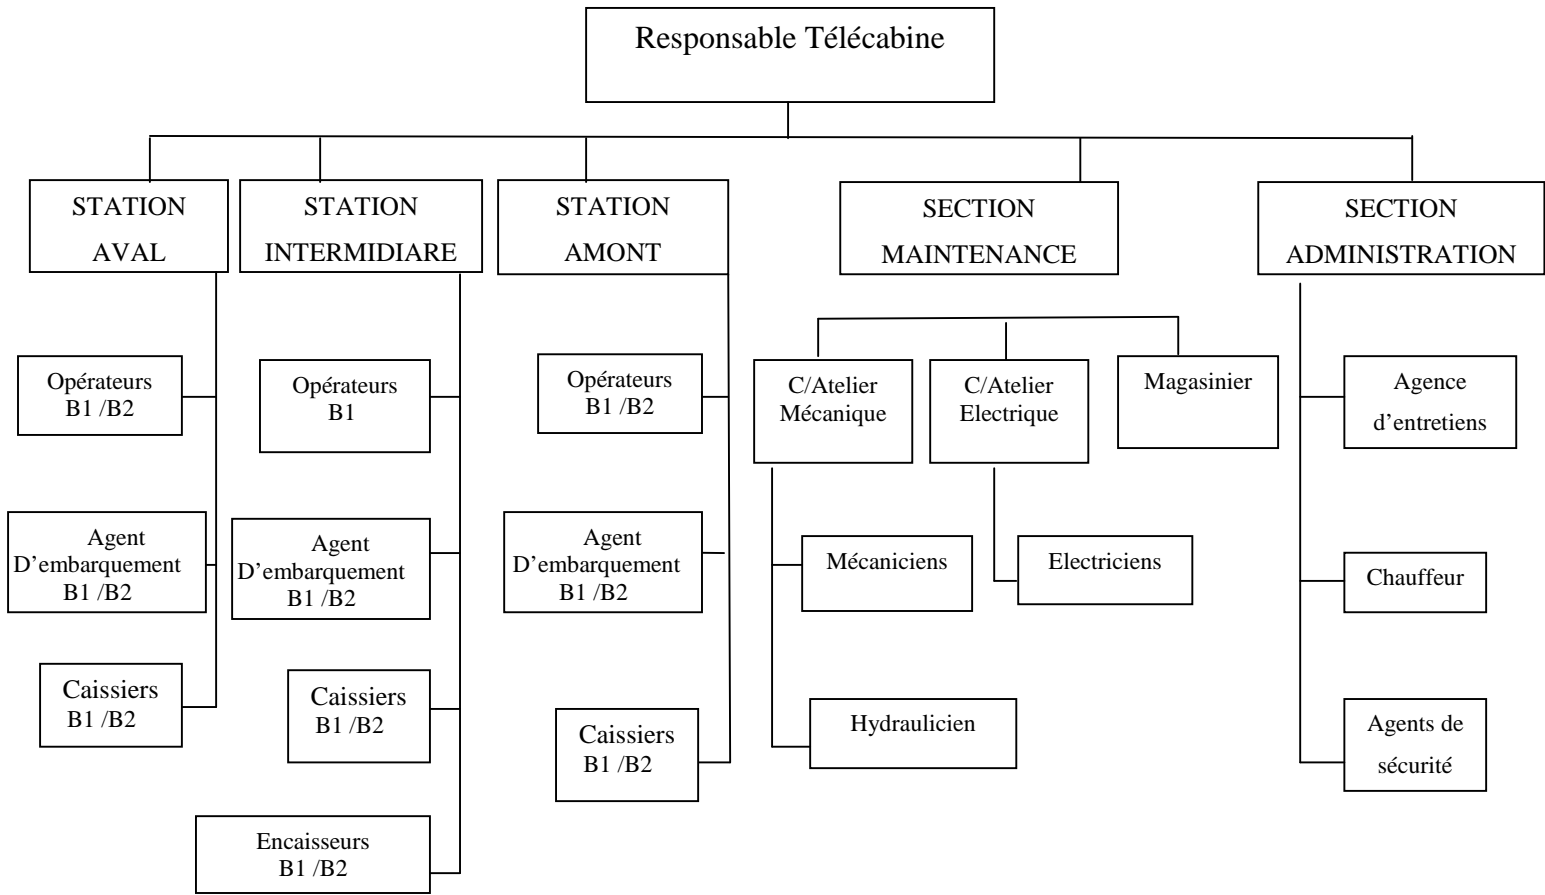 Responsable Télécabine
STATION
AVAL
STATION
INTERMIDIARE
STATION
AMONT
SECTION
MAINTENANCE
SECTION
ADMINISTRATION
Opérateurs
B1 /B2
Agent
D’embarquement
B1 /B2
Caissiers
B1 /B2
Opérateurs
B1
Agent
D’embarquement
B1 /B2
Caissiers
B1 /B2
Encaisseurs
B1 /B2
Opérateurs
B1 /B2
Agent
D’embarquement
B1 /B2
Caissiers
B1 /B2
C/Atelier
Mécanique
Mécaniciens
Hydraulicien
C/Atelier
Electrique
Electriciens
Magasinier
Agence
d’entretiens
Chauffeur
Agents de
sécurité